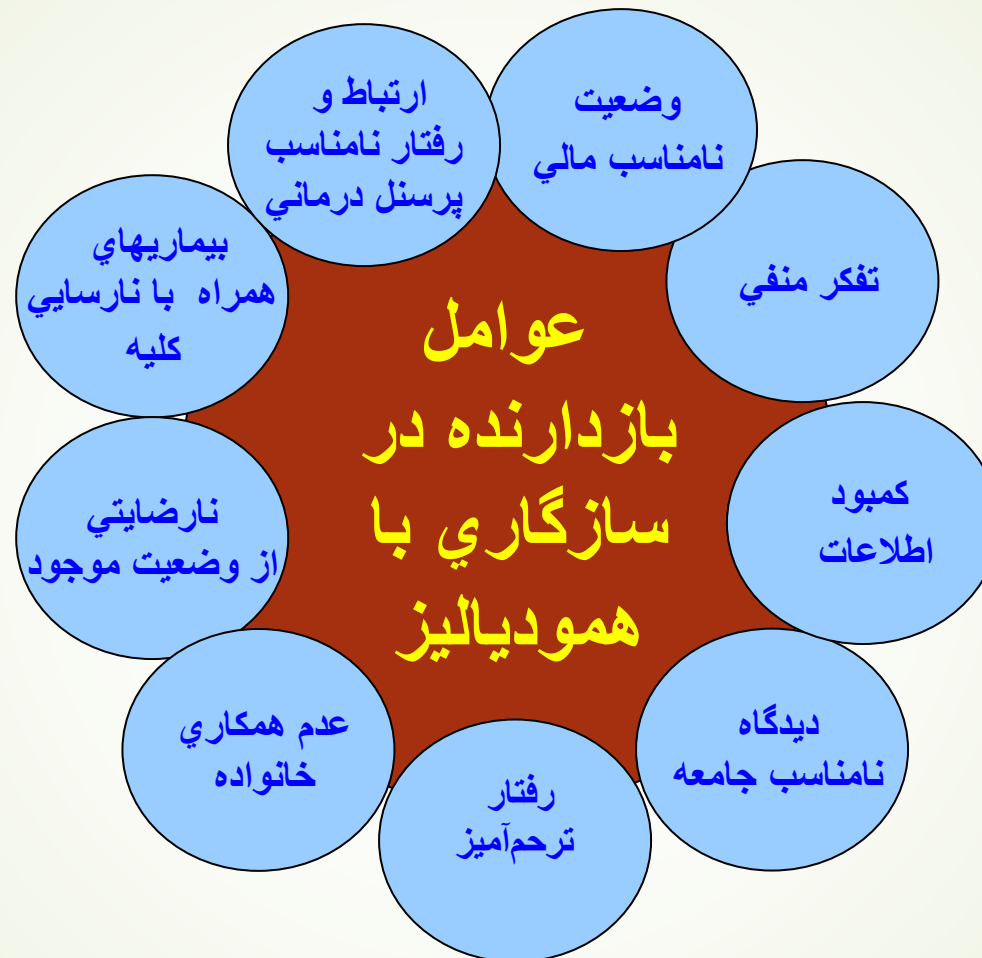 عوامل
بازدارنده در
سازگاري با
همودياليز
وضعيت
نامناسب مالي
تفكر منفي
كمبود
اطلاعات
ديدگاه
نامناسب جامعه
رفتار
ترحم‌آميز
عدم همكاري
خانواده
نارضايتي
از وضعيت موجود
بيماريهاي
همراه با نارسايي
كليه
ارتباط و
رفتار نامناسب
پرسنل درماني